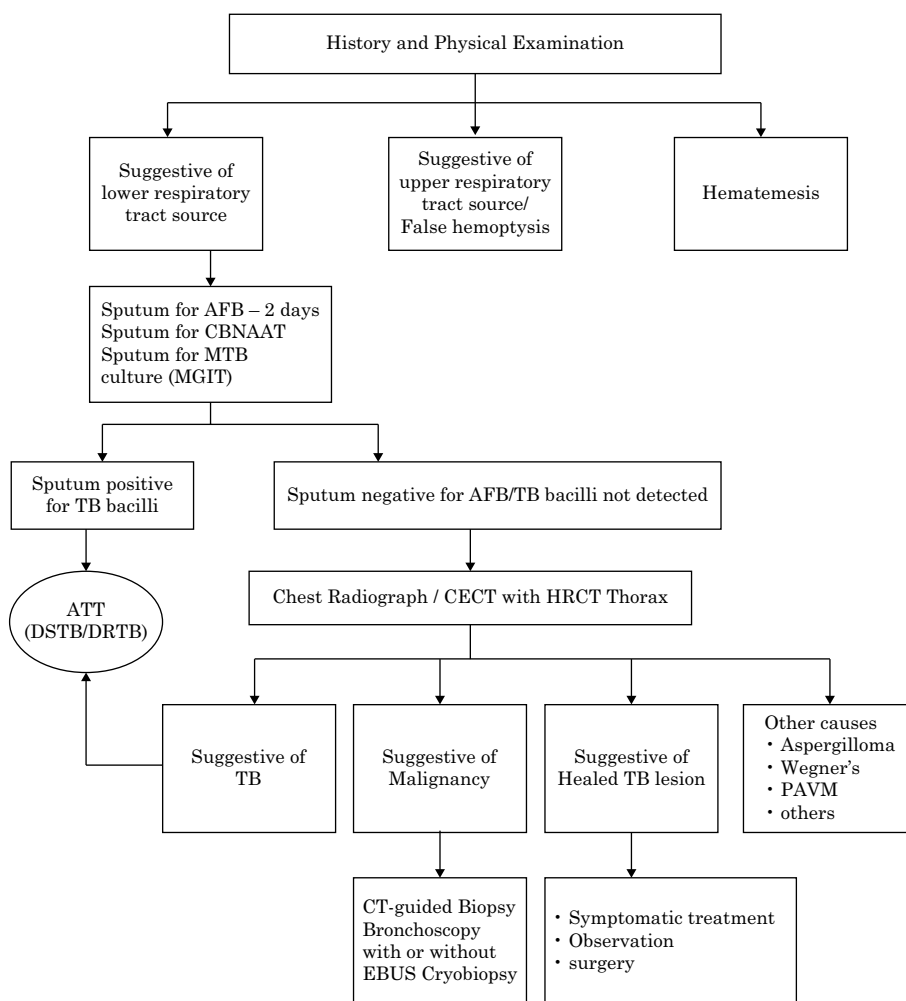 History and Physical Examination
Suggestive of
lower respiratory
tract source
Suggestive of
upper respiratory
tract source/
False hemoptysis
Hematemesis
Sputum for AFB – 2 days
Sputum for CBNAAT
Sputum for MTB
culture (MGIT)
Sputum positive
for TB bacilli
Sputum negative for AFB/TB bacilli not detected
ATT
(DSTB/DRTB)
Chest Radiograph / CECT with HRCT Thorax
Suggestive of
TB
Suggestive of
Malignancy
Suggestive of
Healed TB lesion
Other causes
• Aspergilloma
• Wegner's
• PAVM
• others
CT-guided Biopsy
Bronchoscopy
with or without
EBUS Cryobiopsy
• Symptomatic treatment
• Observation
• surgery